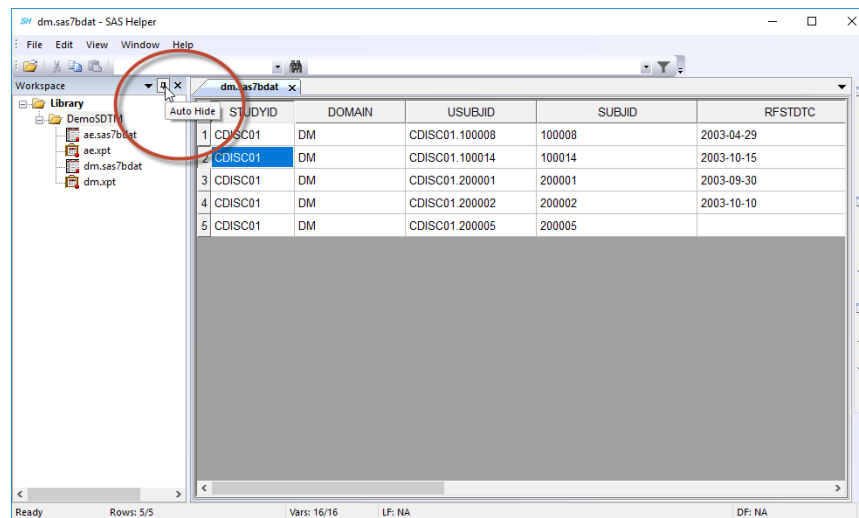 SH dm.sas7bdat - SAS Helper
File Edit View Window Help
Workspace
dm.sas7bdat
Auto Hide
Library
DemoSDTM
ae.sas7bdat
ae.xpt
dm.sas7bdat
dm.xpt
STUDYID DOMAIN USUBJID SUBJID RFSTDTC
1 CDISC01 DM CDISC01.100008 100008 2003-04-29
2 CDISC01 DM CDISC01.100014 100014 2003-10-15
3 CDISC01 DM CDISC01.200001 200001 2003-09-30
4 CDISC01 DM CDISC01.200002 200002 2003-10-10
5 CDISC01 DM CDISC01.200005 200005
Ready Rows: 5/5 Vars: 16/16 LF: NA DF: NA